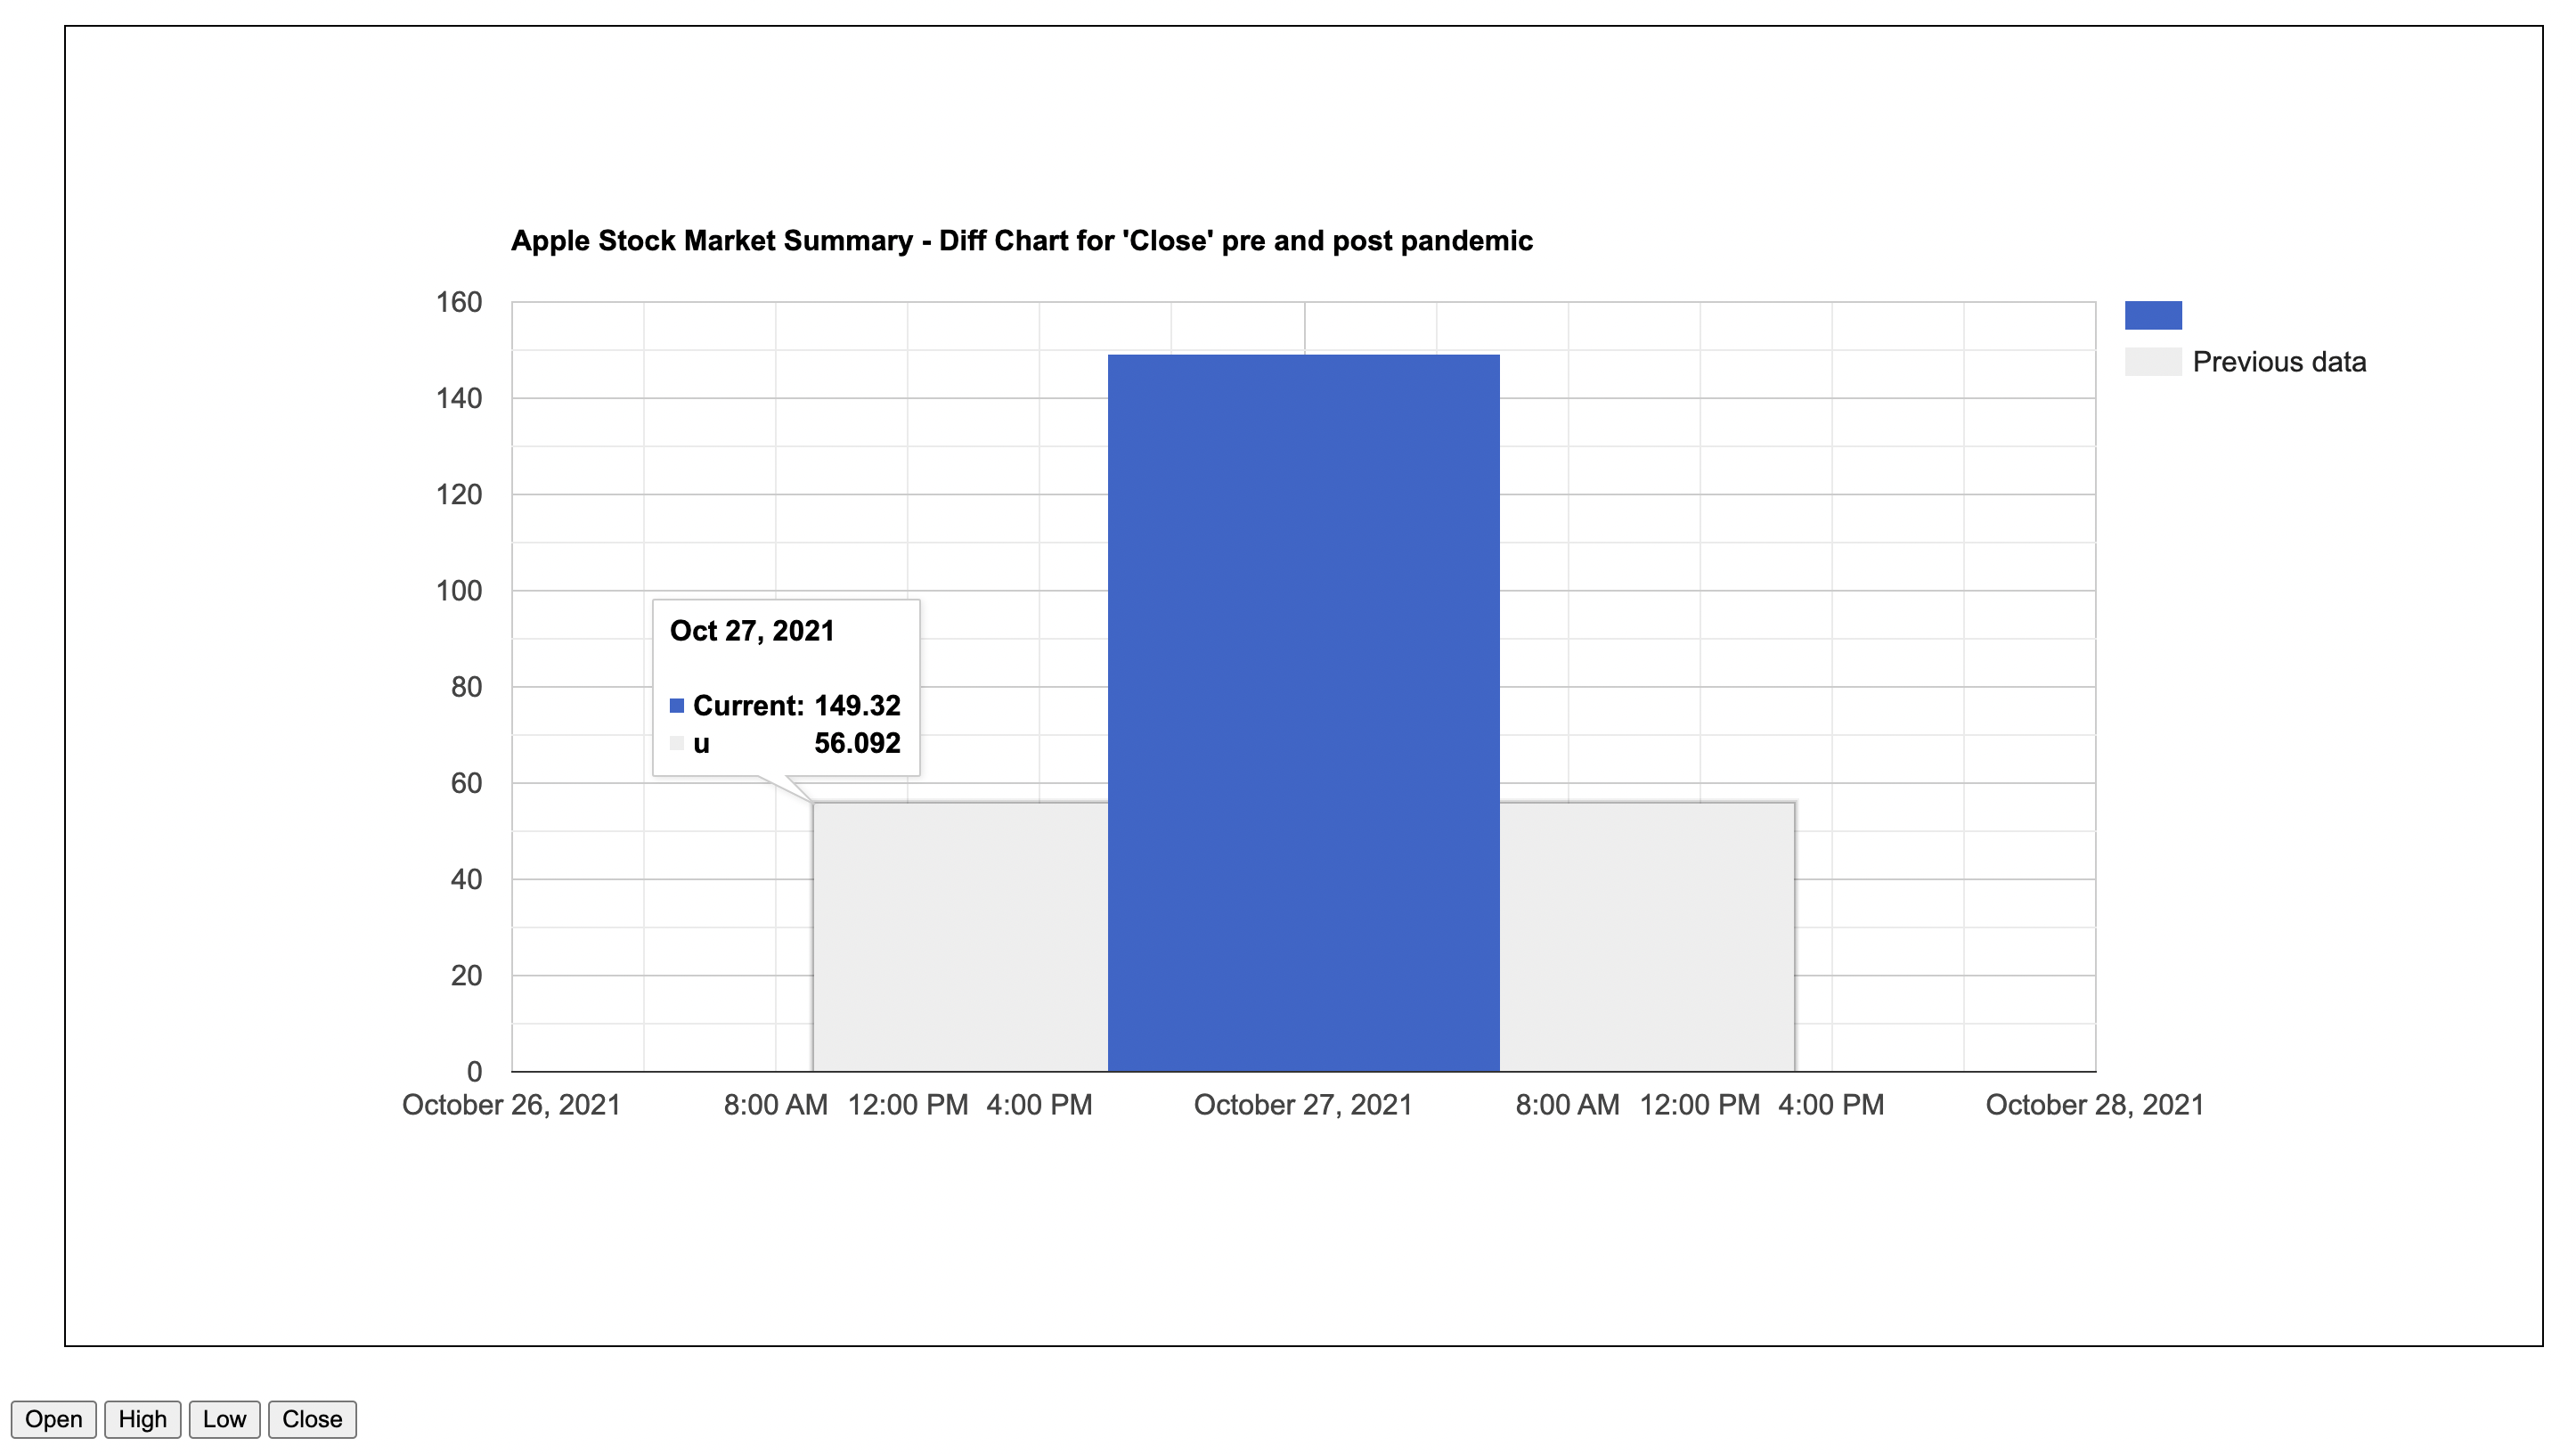 Apple Stock Market Summary - Diff Chart for 'Close' pre and post pandemic
160
140
120
100
80
60
40
20
0
Previous data
Oct 27, 2021
Current: 149.32
u 56.092
October 26, 2021 8:00 AM 12:00 PM 4:00 PM October 27, 2021 8:00 AM 12:00 PM 4:00 PM October 28, 2021
Open High Low Close